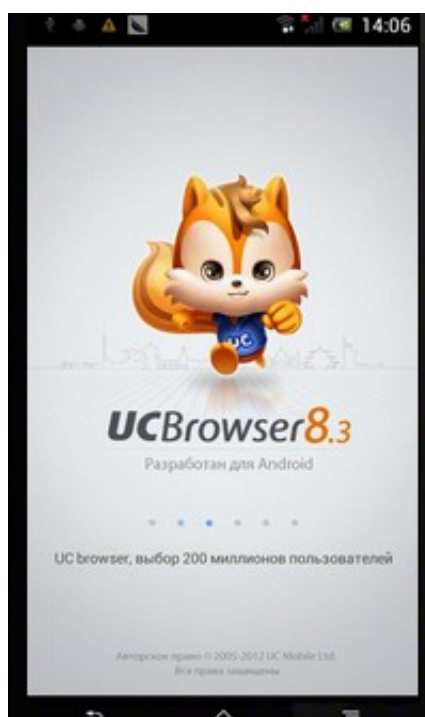 14:06
UC
UCBrowser8.3
Разработан для Android
UC browser, выбор 200 миллионов пользователей
Авторское право © 2005-2012 UC Mobile Ltd.
Все права защищены